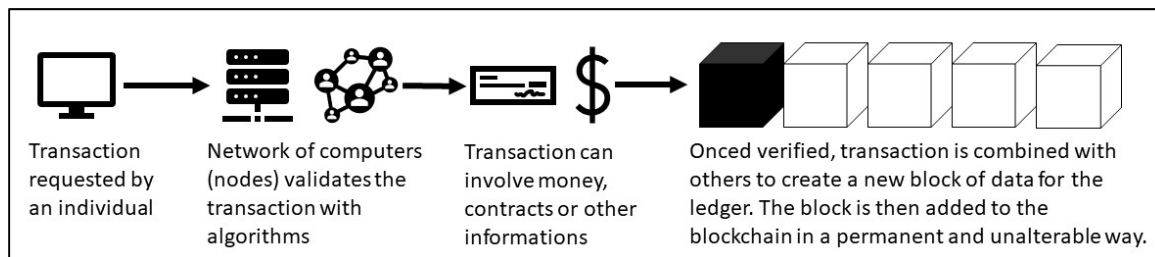 Transaction
requested by
an individual
Network of computers
(nodes) validates the
transaction with
algorithms
Transaction can
involve money,
contracts or other
informations
Onced verified, transaction is combined with
others to create a new block of data for the
ledger. The block is then added to the
blockchain in a permanent and unalterable way.